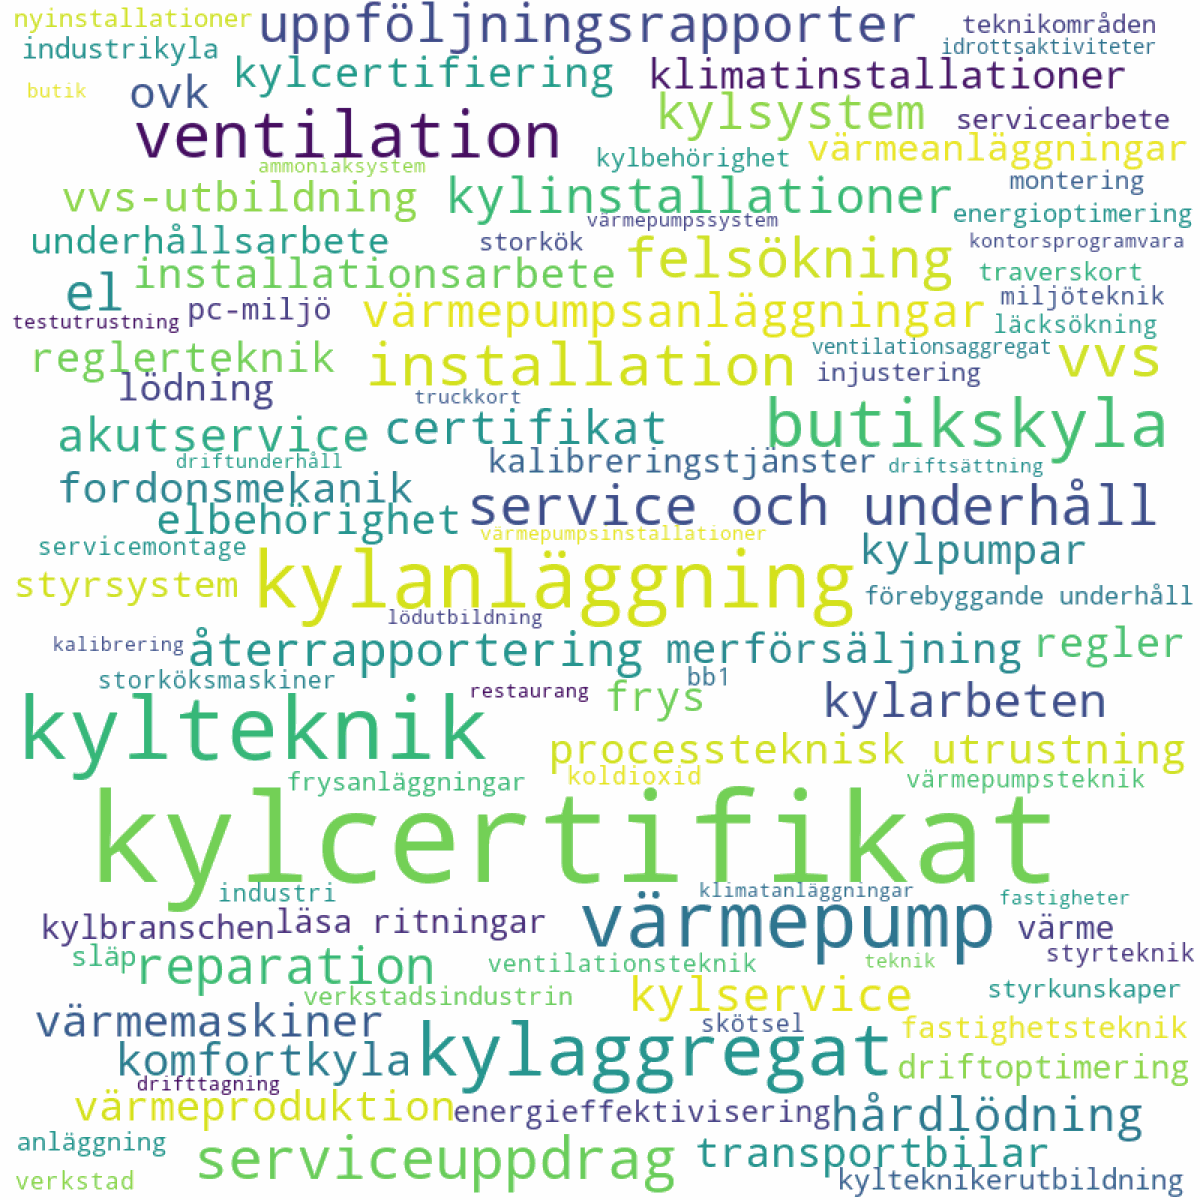 nyinstallationer
uppföljningsrapporter
teknikområden
industrikyla
idrottsaktiviteter
kylcertifiering
klimatinstallationer
butik
ovk
kylsystem
servicearbete
ventilation
ammoniaksystem
kylbehörighet
värmeanläggningar
montering
vvs-utbildning
kylinstallationer
värmepumpssystem
energioptimering
underhållsarbete
storkök
felsökning
kontorsprogramvara
installationsarbete
traverskort
el
pc-miljö
värmepumpsanläggningar
miljöteknik
testutrustning
läcksökning
reglerteknik
installation
ventilationsaggregat
vvs
lödning
injustering
truckkort
butikskyla
akutservice
certifikat
driftunderhåll
kalibreringstjänster
driftsättning
fordonsmekanik
service och underhåll
elbehörighet
värmepumpsinstallationer
servicemontage
kylpumpar
styrsystem
kylanläggning
förebyggande underhåll
lödutbildning
kalibrering
återrapportering
merförsäljning
regler
storköksmaskiner
restaurang
bb1
frys
kylarbeten
kylteknik
processteknisk utrustning
frysanläggningar
koldioxid
värmepumpsteknik
kylcertifikat
industri
klimatanläggningar
fastigheter
kylbranschen
läsa ritningar
värmepump
värme
släp
reparation
ventilationsteknik
teknik
styrteknik
verkstadsindustrin
kylservice
styrkunskaper
värmemaskiner
skötsel
fastighetsteknik
komfortkyla
kylaggregat
driftoptimering
drifttagning
värmeproduktion
energieffektivisering
hårdlödning
anläggning
serviceuppdrag
transportbilar
verkstad
kylteknikerutbildning